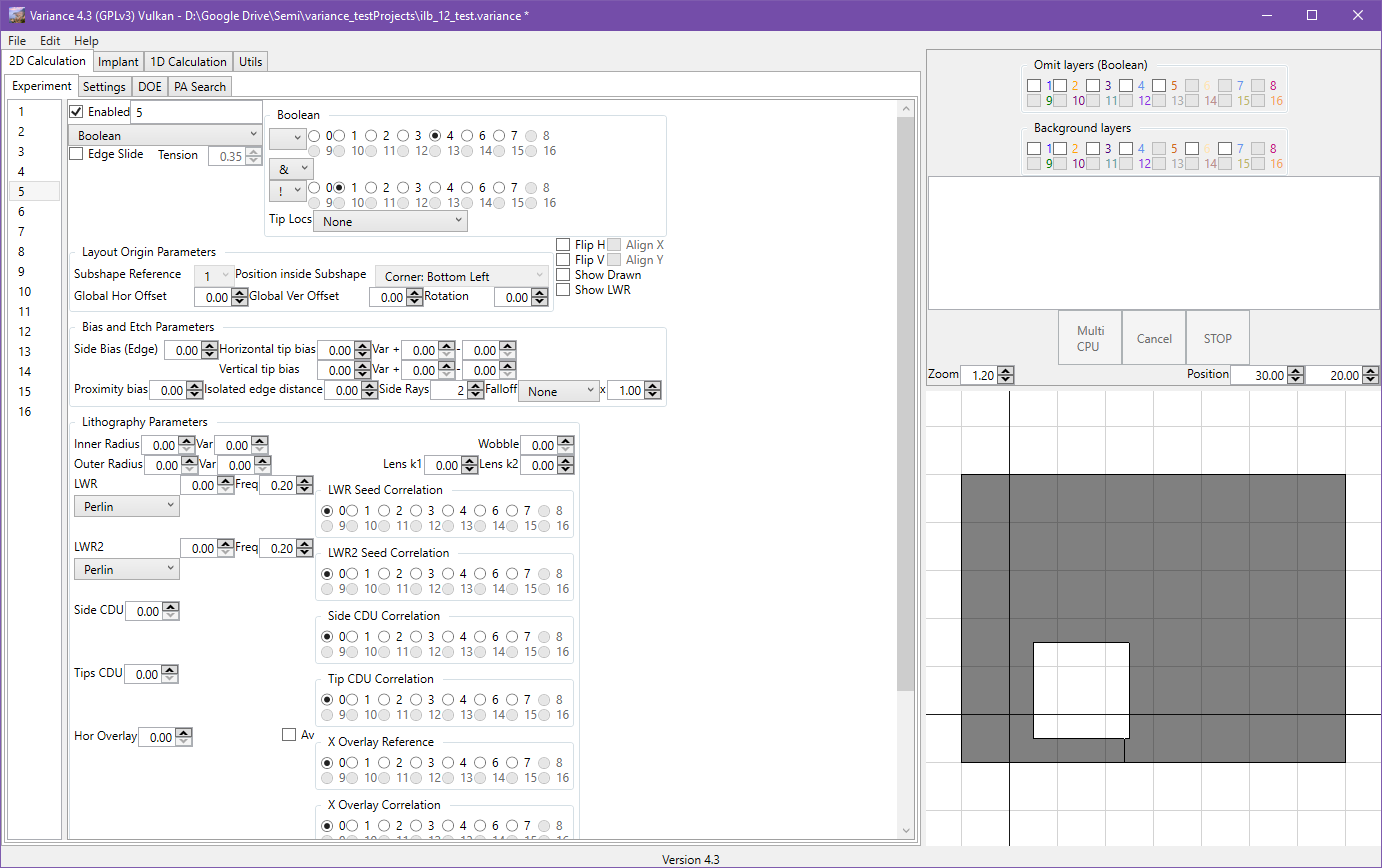 Variance 4.3 (GPLv3) Vulkan - D:\Google Drive\Semi\variance_testProjects\ilb_12_test.variance *
File Edit Help
2D Calculation Implant 1D Calculation Utils
Experiment Settings DOE PA Search
1
2
3
4
5
6
7
8
9
10
11
12
13
14
15
16
Enabled 5
Boolean
Edge Slide Tension 0.35
Boolean
0 1 2 3 4 6 7 8
9 10 11 12 13 14 15 16
&
! 0 1 2 3 4 6 7 8
9 10 11 12 13 14 15 16
Tip Locs None
Layout Origin Parameters
Subshape Reference 1 Position inside Subshape Corner: Bottom Left
Global Hor Offset 0.00 Global Ver Offset 0.00 Rotation 0.00
Flip H Align X
Flip V Align Y
Show Drawn
Show LWR
Bias and Etch Parameters
Side Bias (Edge) 0.00 Horizontal tip bias 0.00 Var + 0.00 - 0.00
Vertical tip bias 0.00 Var + 0.00 - 0.00
Proximity bias 0.00 Isolated edge distance 0.00 Side Rays 2 Falloff None x 1.00
Lithography Parameters
Inner Radius 0.00 Var 0.00 Wobble 0.00
Outer Radius 0.00 Var 0.00 Lens k1 0.00 Lens k2 0.00
LWR 0.00 Freq 0.20
Perlin
LWR Seed Correlation
0 1 2 3 4 6 7 8
9 10 11 12 13 14 15 16
LWR2 0.00 Freq 0.20
Perlin
LWR2 Seed Correlation
0 1 2 3 4 6 7 8
9 10 11 12 13 14 15 16
Side CDU 0.00
Side CDU Correlation
0 1 2 3 4 6 7 8
9 10 11 12 13 14 15 16
Tips CDU 0.00
Tip CDU Correlation
0 1 2 3 4 6 7 8
9 10 11 12 13 14 15 16
Hor Overlay 0.00 Av
X Overlay Reference
0 1 2 3 4 6 7 8
9 10 11 12 13 14 15 16
X Overlay Correlation
0 1 2 3 4 6 7 8
9 10 11 12 13 14 15 16
Omit layers (Boolean)
1 2 3 4 5 6 7 8
9 10 11 12 13 14 15 16
Background layers
1 2 3 4 5 6 7 8
9 10 11 12 13 14 15 16
Multi
CPU
Cancel
STOP
Zoom 1.20 Position 30.00 20.00
Version 4.3